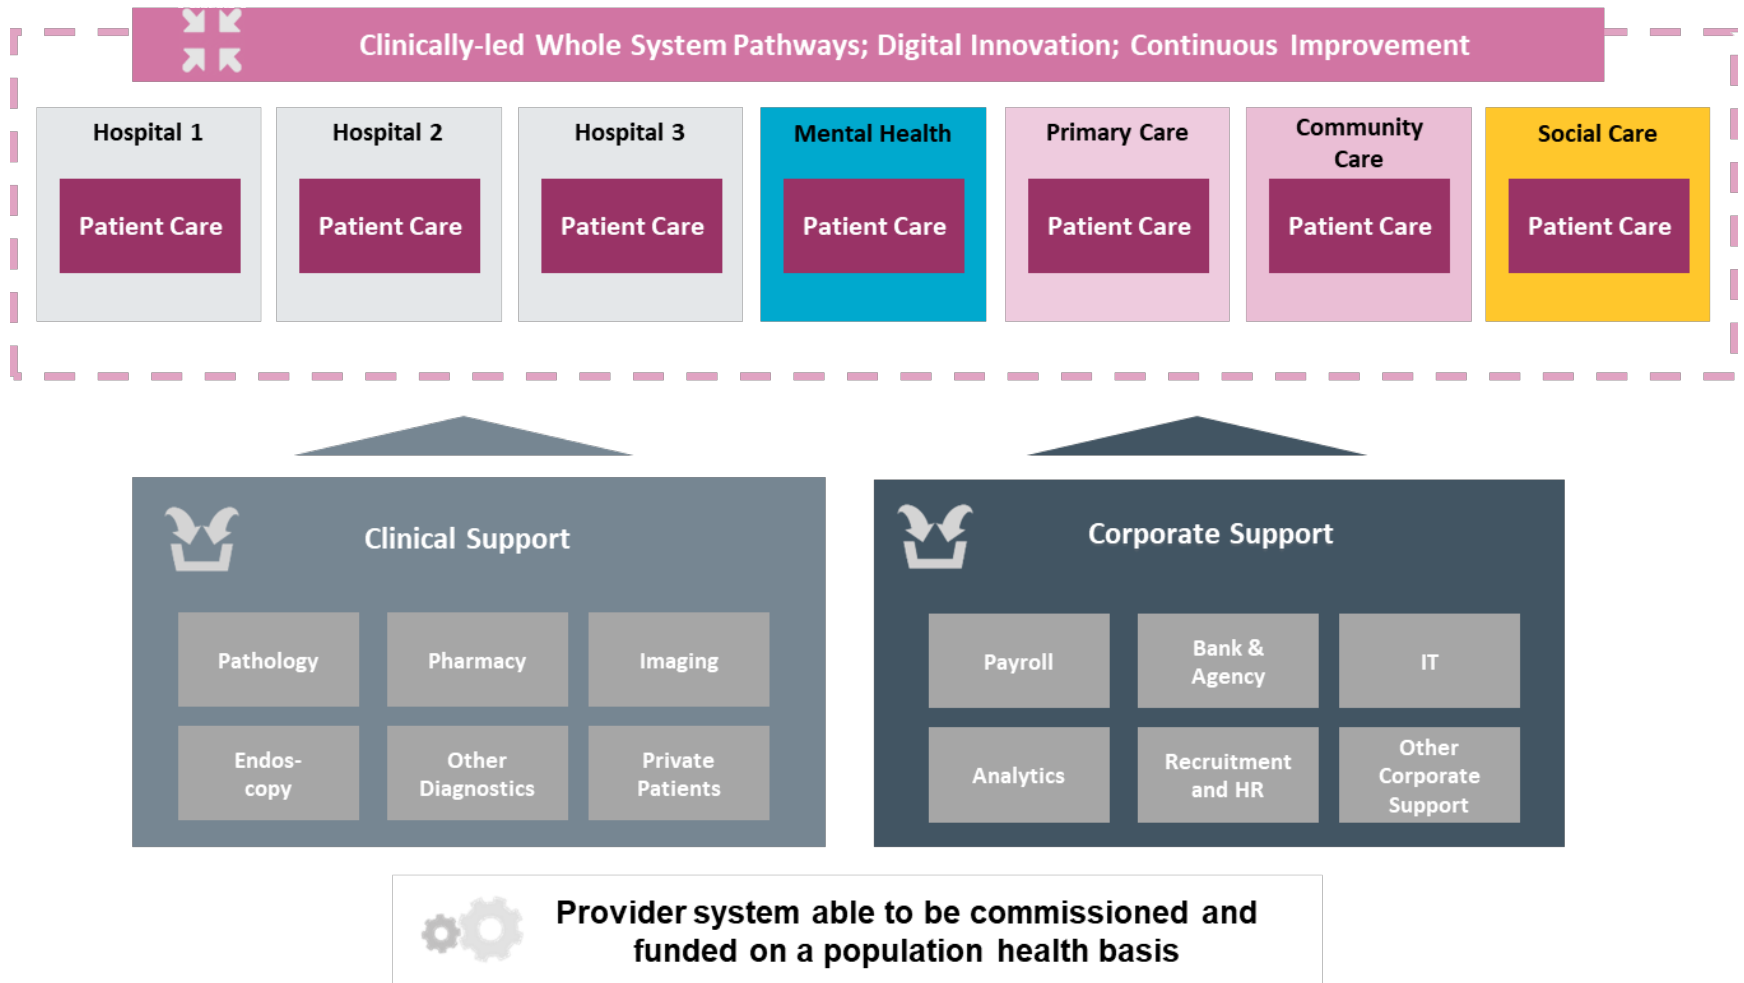 Clinically-led Whole System Pathways; Digital Innovation; Continuous Improvement
Hospital 1
Patient Care
Hospital 2
Patient Care
Hospital 3
Patient Care
Mental Health
Patient Care
Primary Care
Patient Care
Community
Care
Patient Care
Social Care
Patient Care
Clinical Support
Pathology
Pharmacy
Imaging
Endos-
copy
Other
Diagnostics
Private
Patients
Corporate Support
Payroll
Bank &
Agency
IT
Analytics
Recruitment
and HR
Other
Corporate
Support
Provider system able to be commissioned and
funded on a population health basis